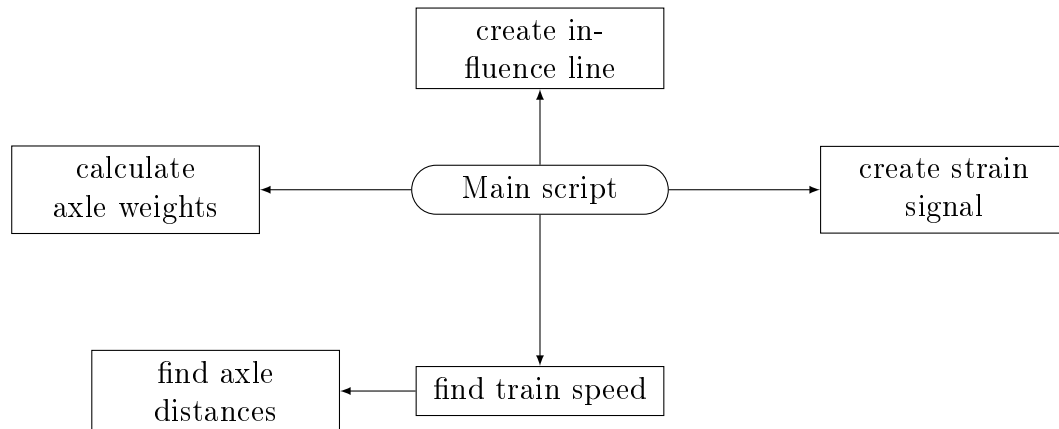 create in-
fluence line
calculate
axle weights
Main script
create strain
signal
find axle
distances
find train speed